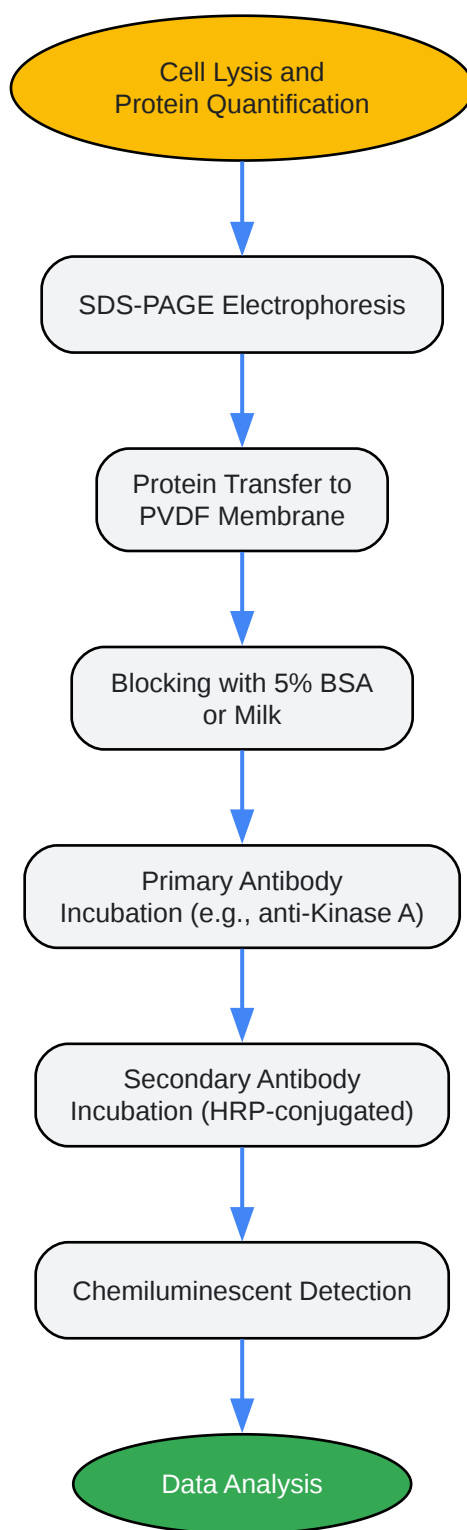 Cell Lysis and
Protein Quantification
SDS-PAGE Electrophoresis
Protein Transfer to
PVDF Membrane
Blocking with 5% BSA
or Milk
Primary Antibody
Incubation (e.g., anti-Kinase A)
Secondary Antibody
Incubation (HRP-conjugated)
Chemiluminescent Detection
Data Analysis